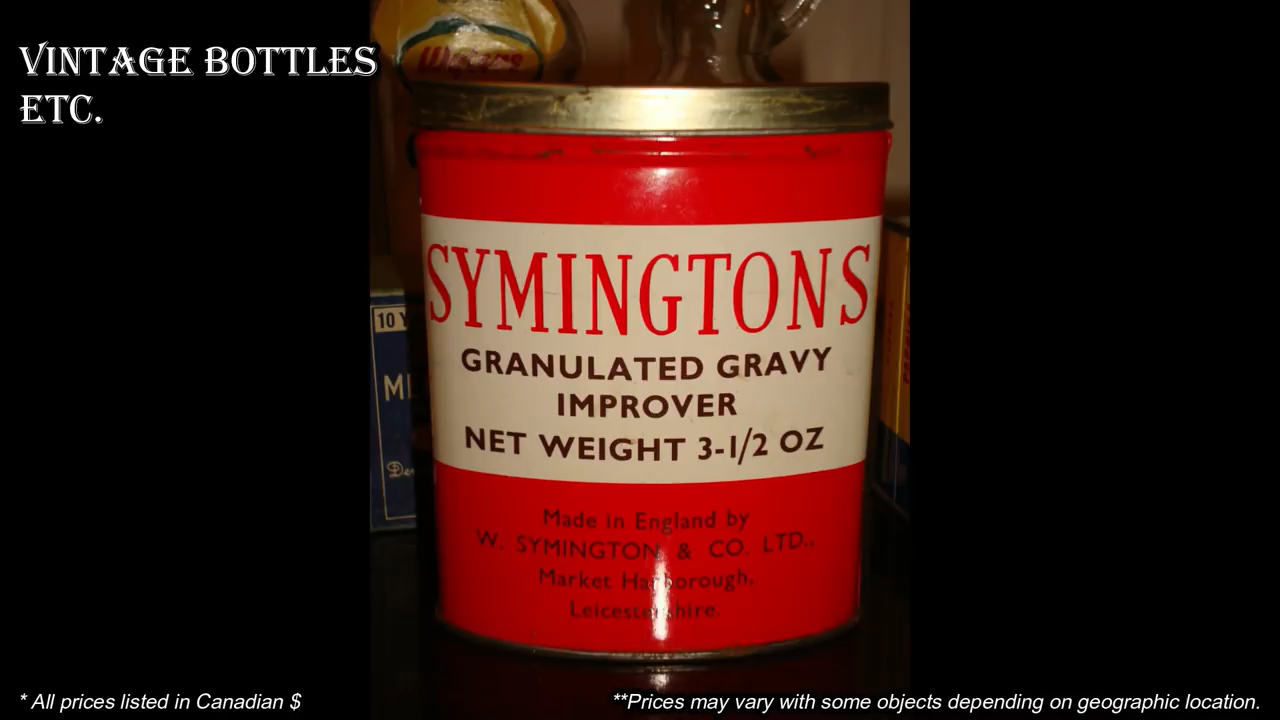 VINTAGE BOTTLES
ETC.
SYMINGTONS
GRANULATED GRAVY
IMPROVER
NET WEIGHT 3-1/2 OZ
Made in England by
W. SYMINGTON & CO. LTD.,
Market Harborough,
Leicestershire.
10
* All prices listed in Canadian $
**Prices may vary with some objects depending on geographic location.